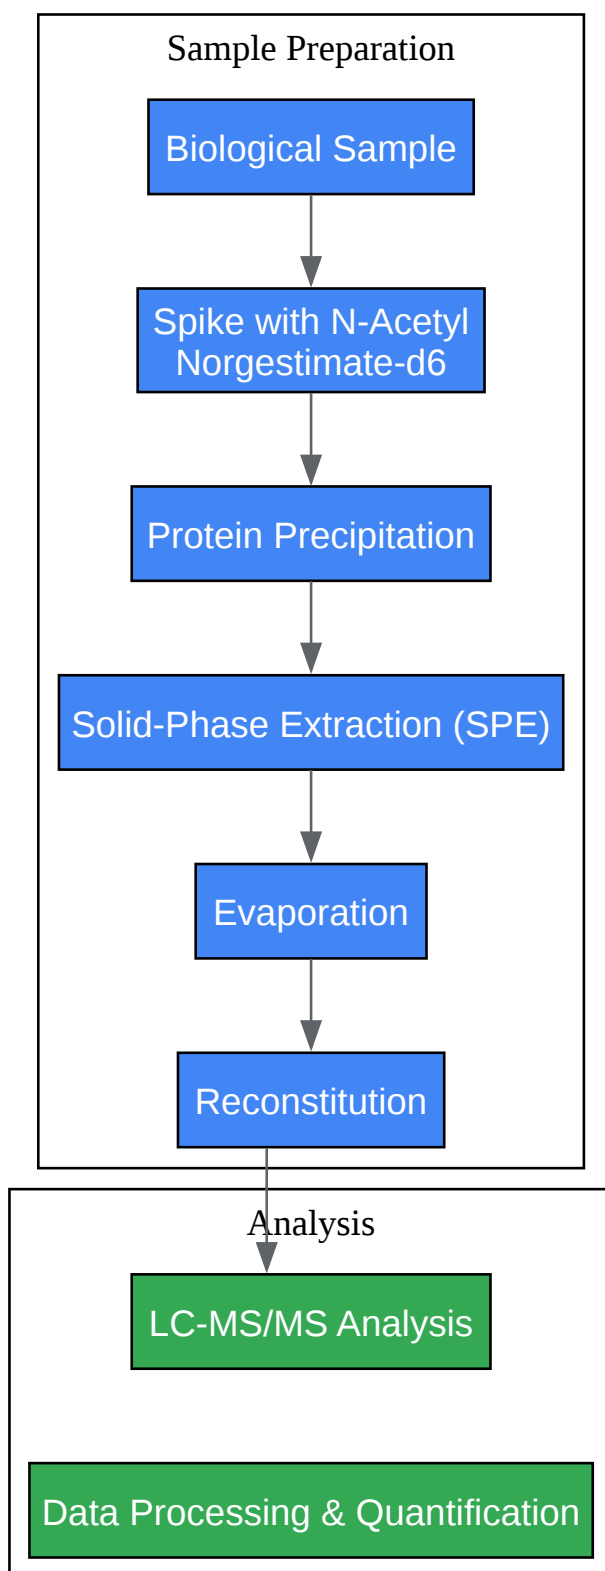 Sample Preparation
Biological Sample
Spike with N-Acetyl
Norgestimate-d6
Protein Precipitation
Solid-Phase Extraction (SPE)
Evaporation
Reconstitution
Analysis
LC-MS/MS Analysis
Data Processing & Quantification